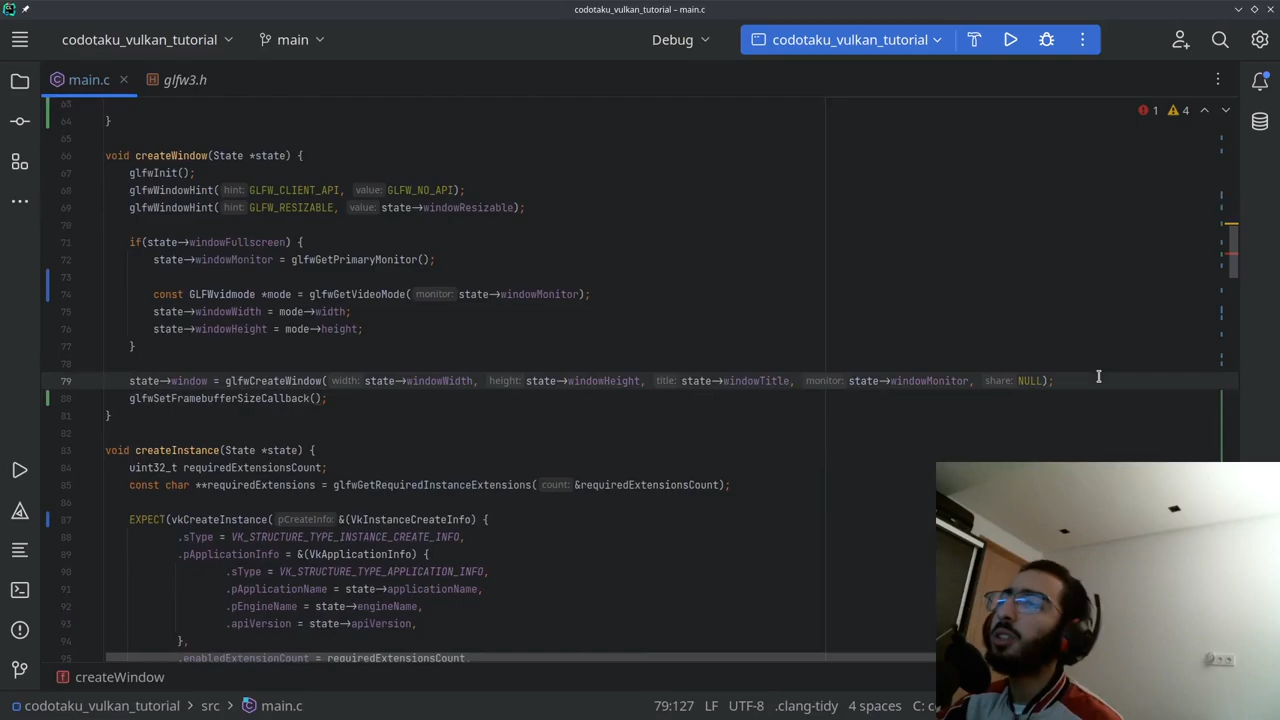 codotaku_vulkan_tutorial – main.c
codotaku_vulkan_tutorial
main
Debug
codotaku_vulkan_tutorial
main.c
glfw3.h
1
4
63
64 }
65
66 void createWindow(State *state) {
67 glfwInit();
68 glfwWindowHint( hint: GLFW_CLIENT_API, value: GLFW_NO_API);
69 glfwWindowHint( hint: GLFW_RESIZABLE, value: state->windowResizable);
70
71 if(state->windowFullscreen) {
72 state->windowMonitor = glfwGetPrimaryMonitor();
73
74 const GLFWvidmode *mode = glfwGetVideoMode( monitor: state->windowMonitor);
75 state->windowWidth = mode->width;
76 state->windowHeight = mode->height;
77 }
78
79 state->window = glfwCreateWindow( width: state->windowWidth, height: state->windowHeight, title: state->windowTitle, monitor: state->windowMonitor, share: NULL);
80 glfwSetFramebufferSizeCallback();
81 }
82
83 void createInstance(State *state) {
84 uint32_t requiredExtensionsCount;
85 const char **requiredExtensions = glfwGetRequiredInstanceExtensions( count: &requiredExtensionsCount);
86
87 EXPECT(vkCreateInstance( pCreateInfo: &(VkInstanceCreateInfo) {
88 .sType = VK_STRUCTURE_TYPE_INSTANCE_CREATE_INFO,
89 .pApplicationInfo = &(VkApplicationInfo) {
90 .sType = VK_STRUCTURE_TYPE_APPLICATION_INFO,
91 .pApplicationName = state->applicationName,
92 .pEngineName = state->engineName,
93 .apiVersion = state->apiVersion,
94 },
95 .enabledExtensionCount = requiredExtensionsCount,
createWindow
codotaku_vulkan_tutorial
src
main.c
79:127
LF
UTF-8
.clang-tidy
4 spaces